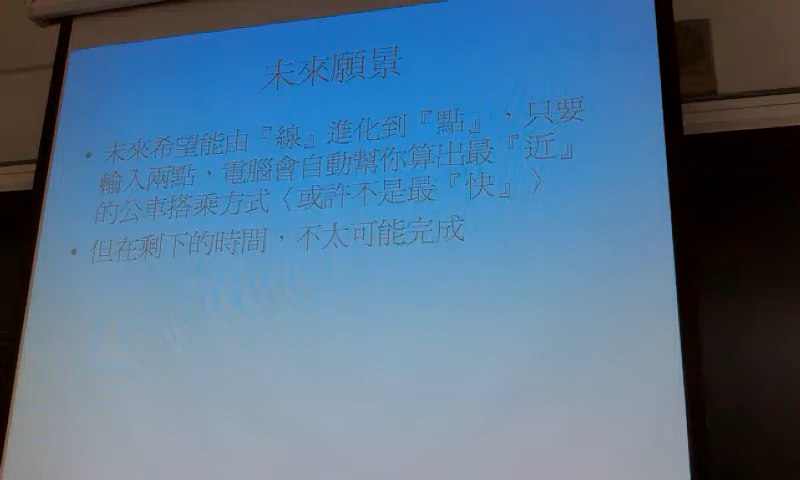 未來願景
• 未來希望能由『線』進化到『點』，只要
輸入兩點，電腦會自動幫你算出最『近』
的公車搭乘方式〈或許不是最『快』〉
• 但在剩下的時間，不太可能完成